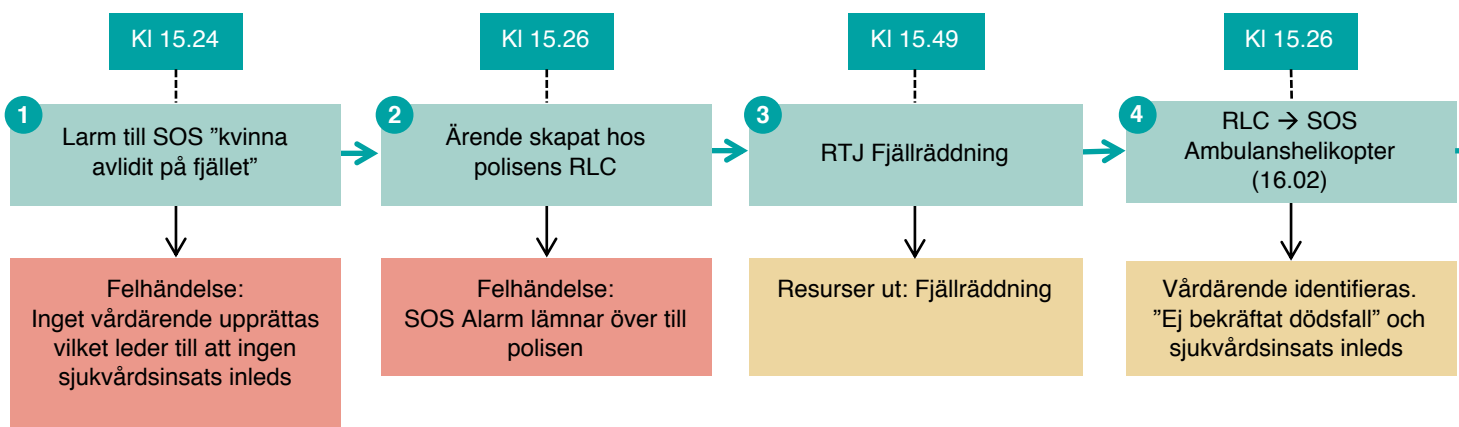 Kl 15.24
Kl 15.26
Kl 15.49
Kl 15.26
1
Larm till SOS ”kvinna
avlidit på fjället”
2
Ärende skapat hos
polisens RLC
3
RTJ Fjällräddning
4
RLC → SOS
Ambulanshelikopter
(16.02)
Felhändelse:
Inget vårdärende upprättas
vilket leder till att ingen
sjukvårdsinsats inleds
Felhändelse:
SOS Alarm lämnar över till
polisen
Resurser ut: Fjällräddning
Vårdärende identifieras.
”Ej bekräftat dödsfall” och
sjukvårdsinsats inleds